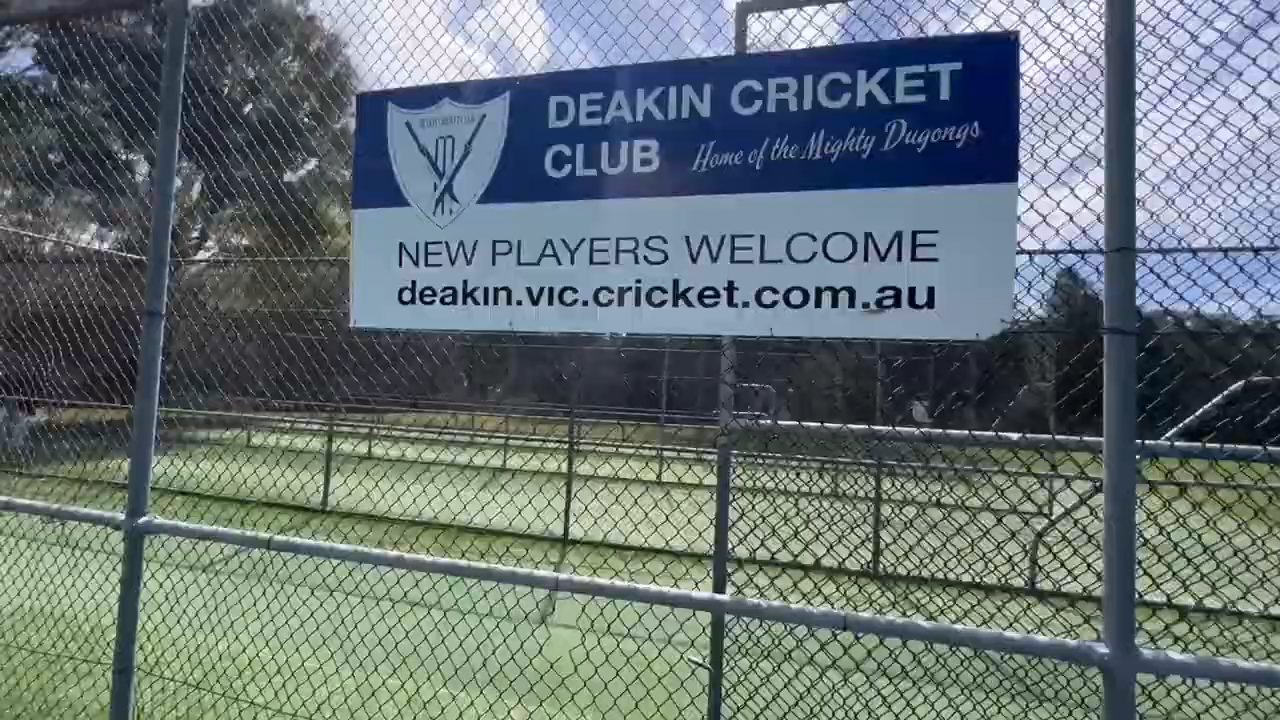 DEAKIN CRICKET
CLUB Home of the Mighty Dugongs
NEW PLAYERS WELCOME
deakin.vic.cricket.com.au